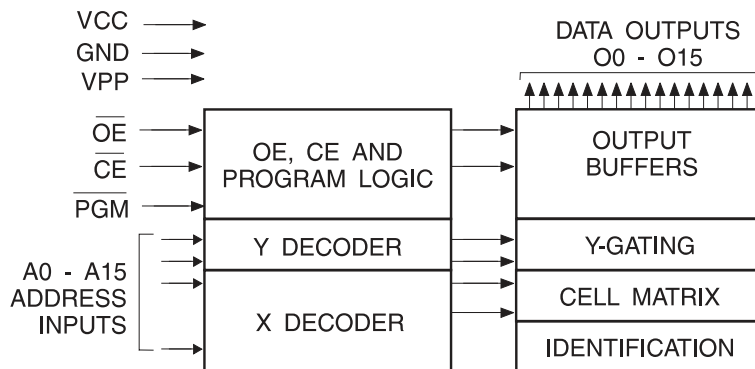 VCC
GND
VPP
DATA OUTPUTS
O0 - O15
OE
CE
PGM
OE, CE AND
PROGRAM LOGIC
OUTPUT
BUFFERS
A0 - A15
ADDRESS
INPUTS
Y DECODER
Y-GATING
X DECODER
CELL MATRIX
IDENTIFICATION